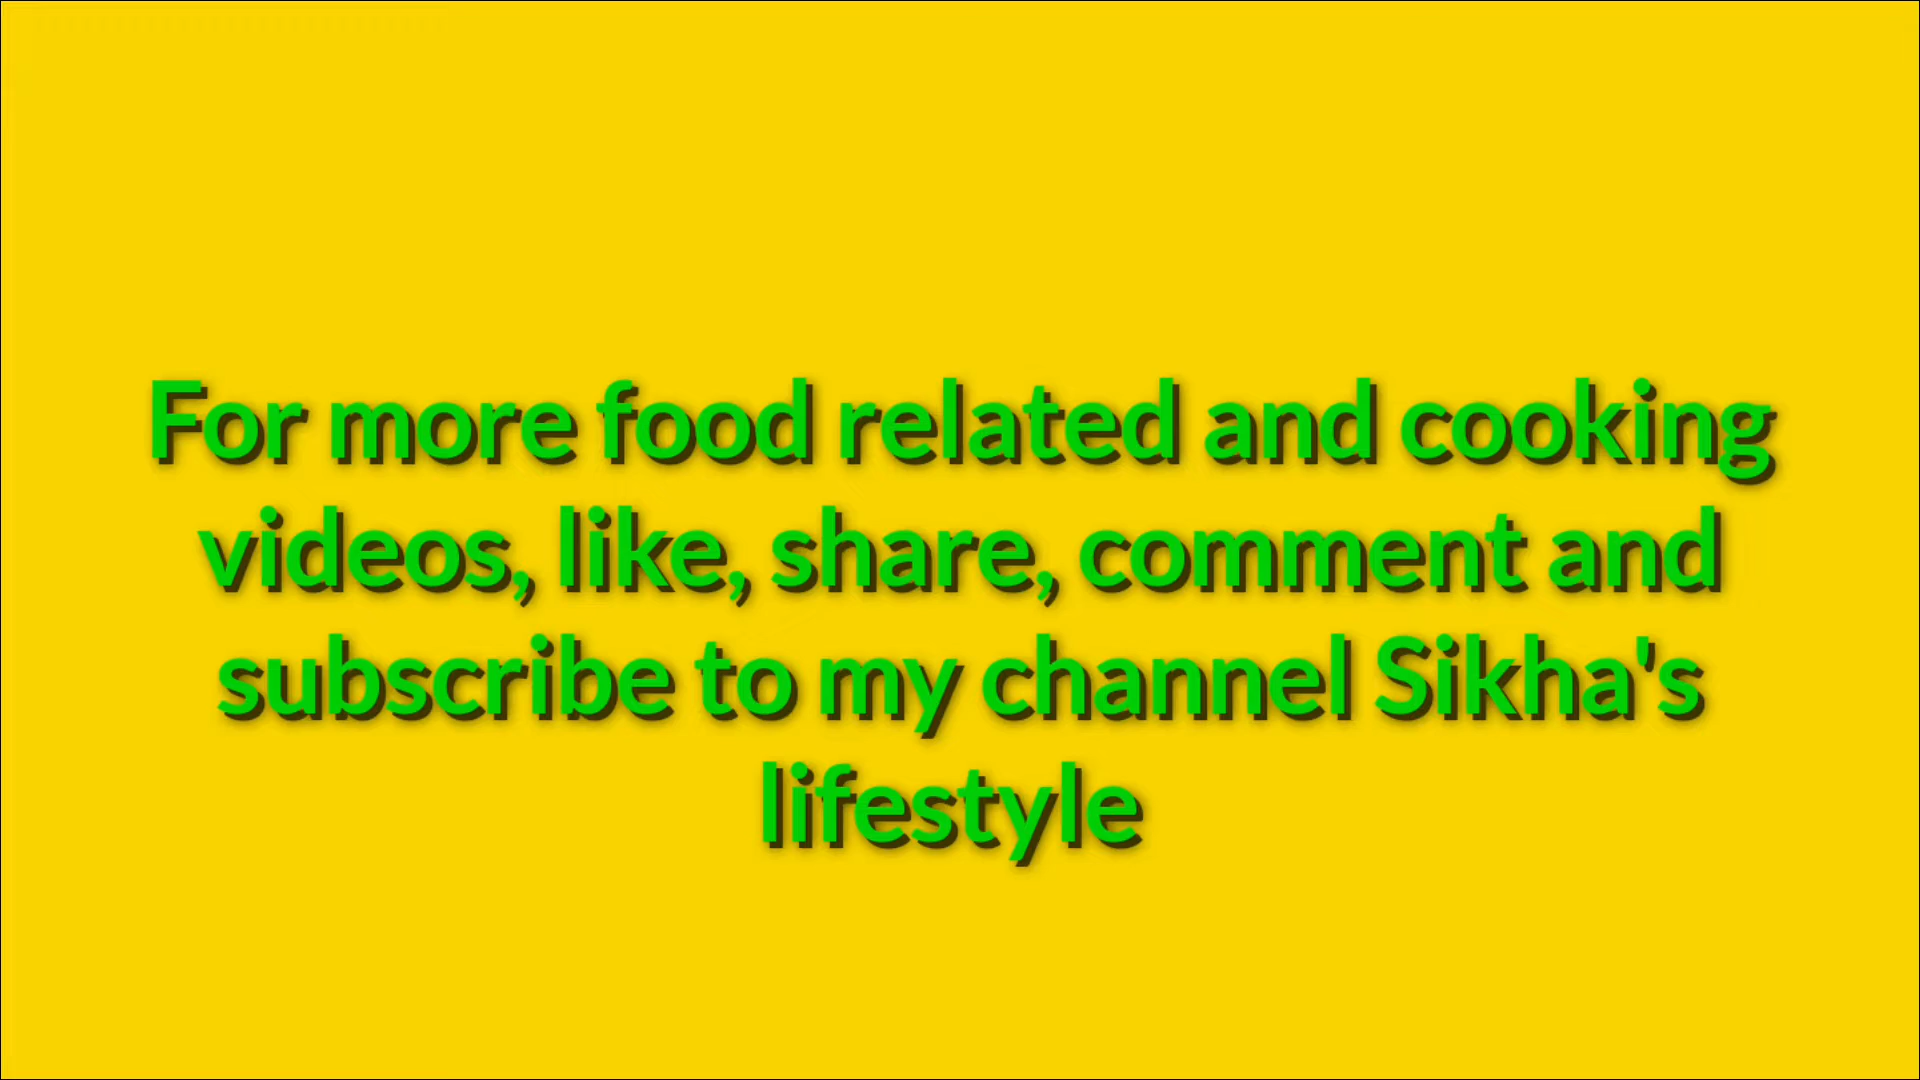 For more food related and cooking
videos, like, share, comment and
subscribe to my channel Sikha's
lifestyle